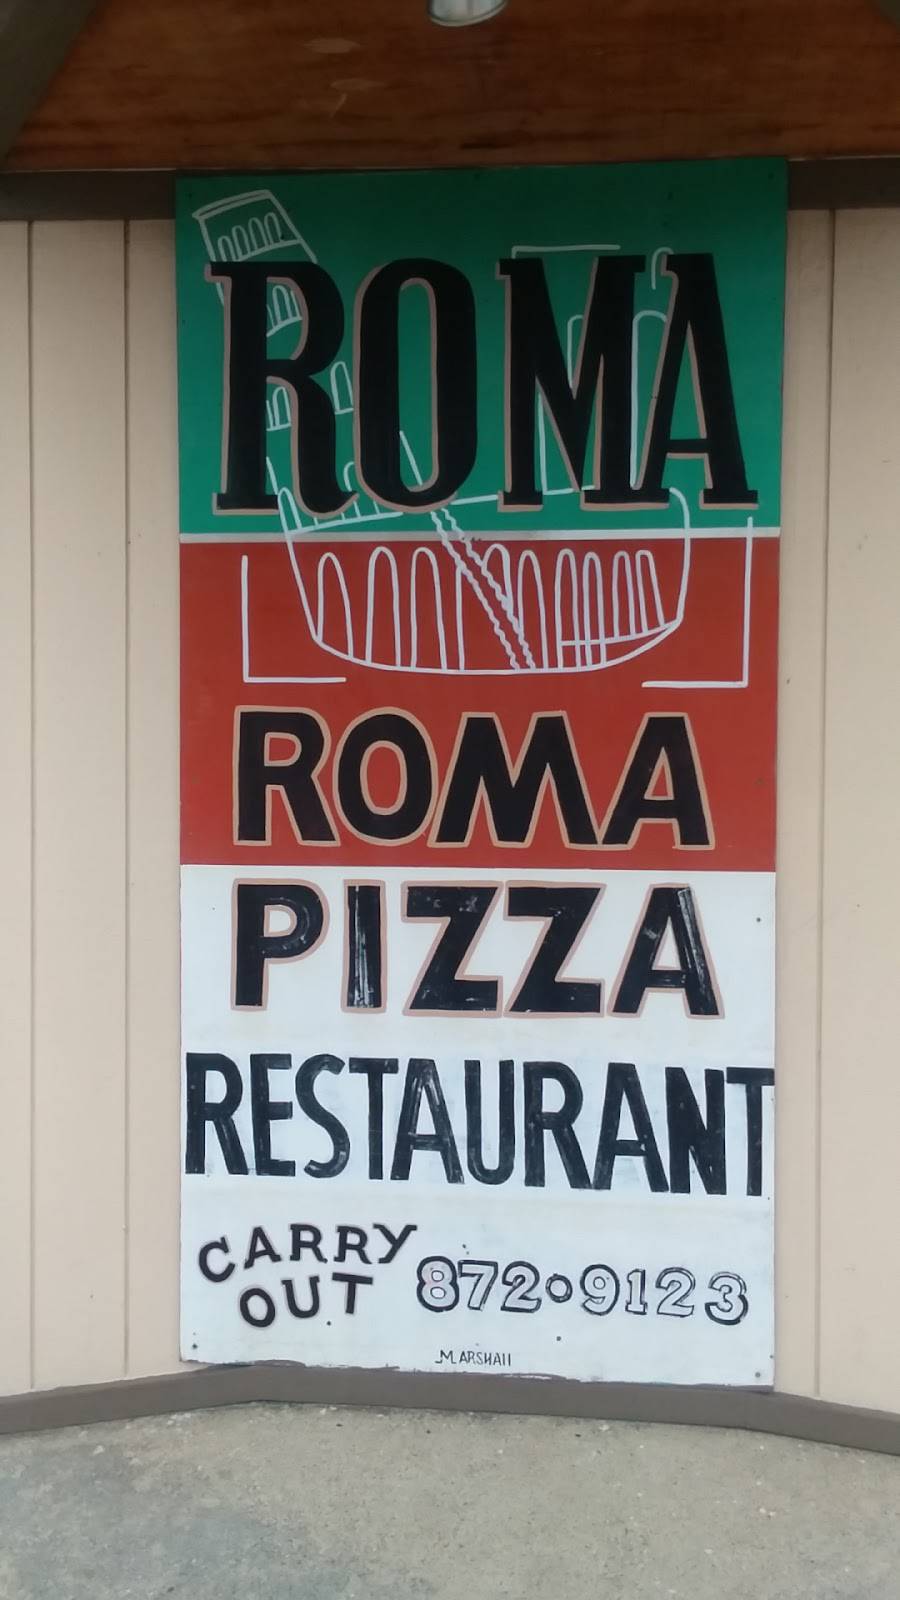 ROMA
ROMA
PIZZA
RESTAURANT
CARRY
OUT
872•9123
MARSHAll